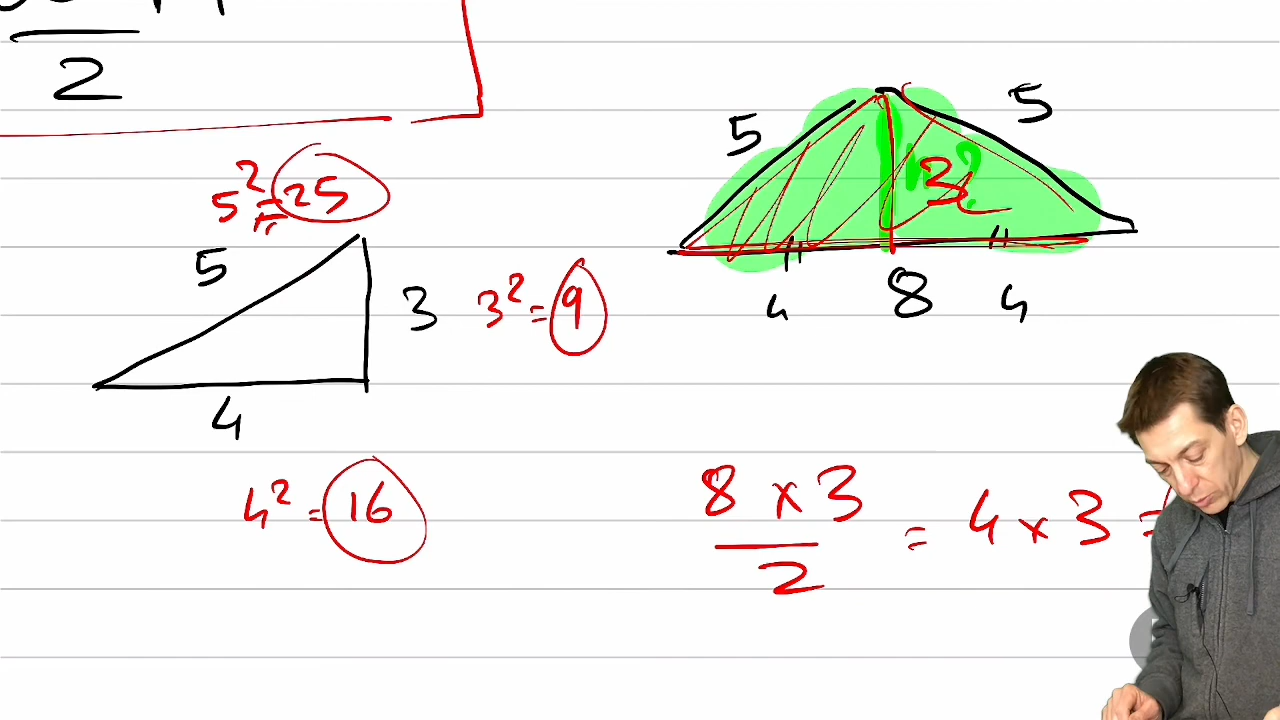 2
5
5
5² = 25
3
5
3
3² = 9
4
8
4
4
4² = 16
8 x 3
2
= 4 x 3 =